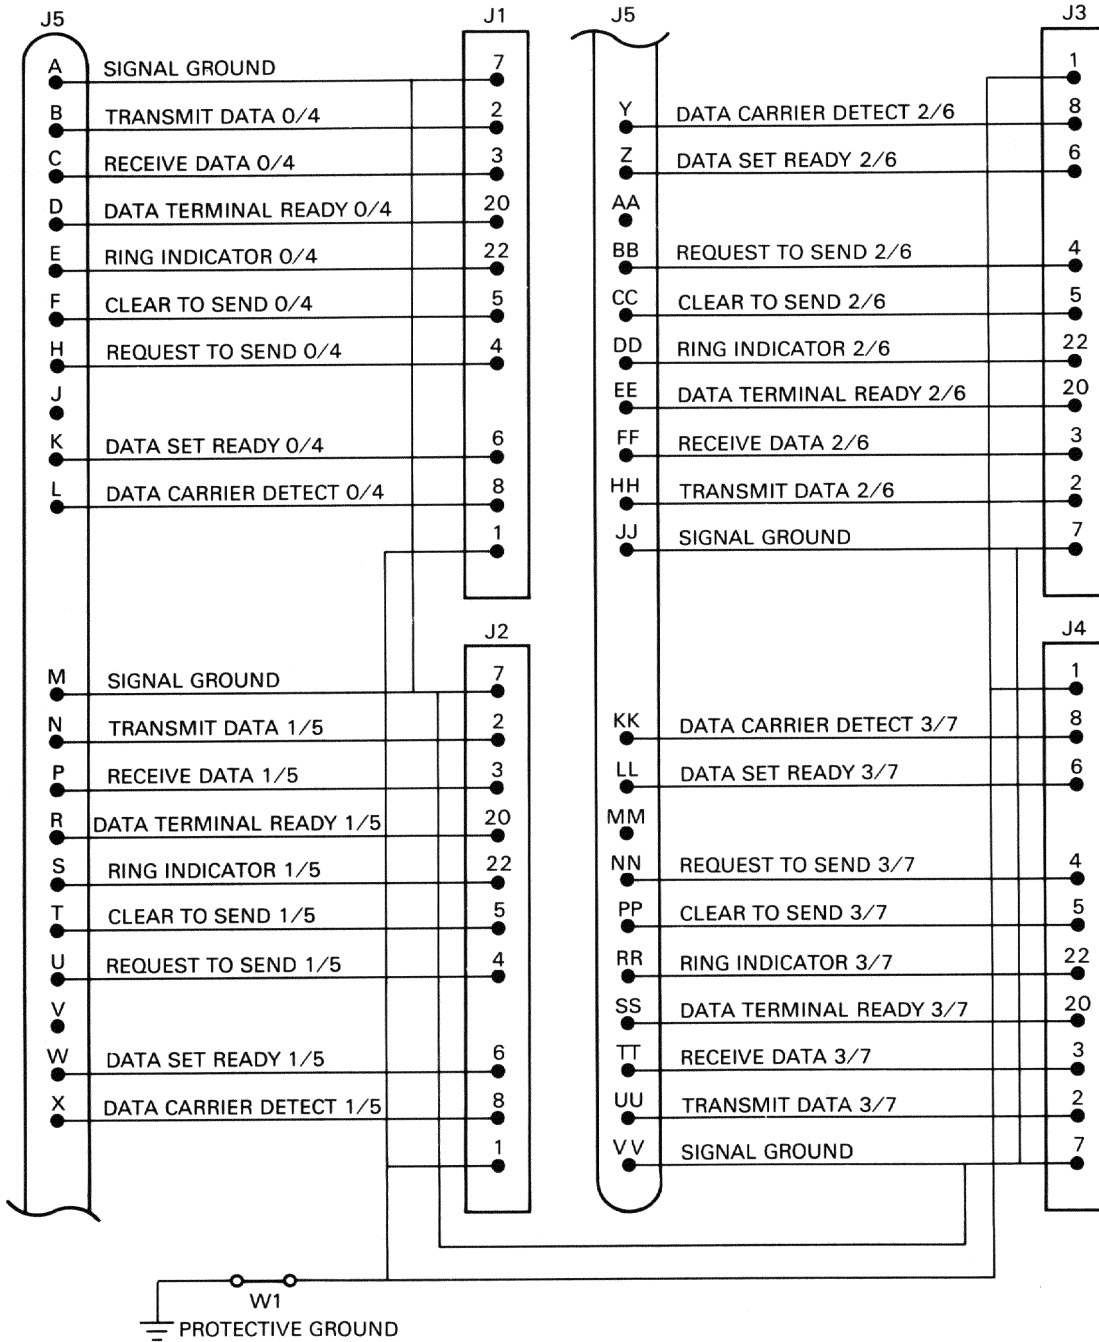 J5
J1
A SIGNAL GROUND 7
B TRANSMIT DATA 0/4 2
C RECEIVE DATA 0/4 3
D DATA TERMINAL READY 0/4 20
E RING INDICATOR 0/4 22
F CLEAR TO SEND 0/4 5
H REQUEST TO SEND 0/4 4
J
K DATA SET READY 0/4 6
L DATA CARRIER DETECT 0/4 8
1
J2
M SIGNAL GROUND 7
N TRANSMIT DATA 1/5 2
P RECEIVE DATA 1/5 3
R DATA TERMINAL READY 1/5 20
S RING INDICATOR 1/5 22
T CLEAR TO SEND 1/5 5
U REQUEST TO SEND 1/5 4
V
W DATA SET READY 1/5 6
X DATA CARRIER DETECT 1/5 8
1
W1
PROTECTIVE GROUND
J5
J3
1
Y DATA CARRIER DETECT 2/6 8
Z DATA SET READY 2/6 6
AA
BB REQUEST TO SEND 2/6 4
CC CLEAR TO SEND 2/6 5
DD RING INDICATOR 2/6 22
EE DATA TERMINAL READY 2/6 20
FF RECEIVE DATA 2/6 3
HH TRANSMIT DATA 2/6 2
JJ SIGNAL GROUND 7
J4
1
KK DATA CARRIER DETECT 3/7 8
LL DATA SET READY 3/7 6
MM
NN REQUEST TO SEND 3/7 4
PP CLEAR TO SEND 3/7 5
RR RING INDICATOR 3/7 22
SS DATA TERMINAL READY 3/7 20
TT RECEIVE DATA 3/7 3
UU TRANSMIT DATA 3/7 2
VV SIGNAL GROUND 7